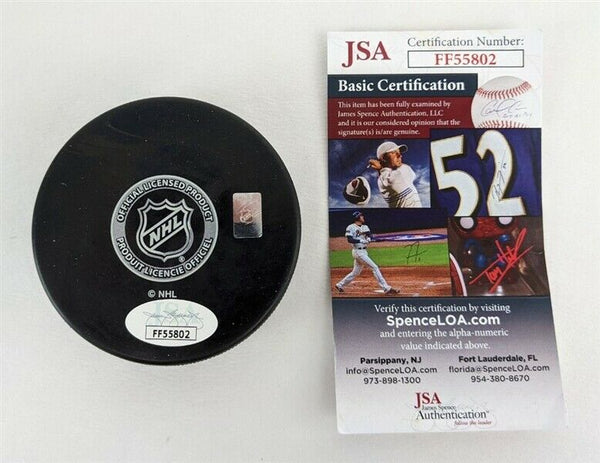 OFFICIAL LICENSED PRODUCT
NHL
PRODUIT LICENCIÉ OFFICIEL
© NHL
FF55802
JSA
Certification Number:
FF55802
Basic Certification
This item has been fully examined by
James Spence Authentication, LLC
and it is our considered opinion that the
signature(s) is/are genuine.
52
Verify this certification by visiting
SpenceLOA.com
and entering the alpha-numeric
value indicated above.
Parsippany, NJ
info@SpenceLOA.com
973-898-1300
Fort Lauderdale, FL
florida@SpenceLOA.com
954-380-8670
JSA
James Spence
Authentication
follow the leader